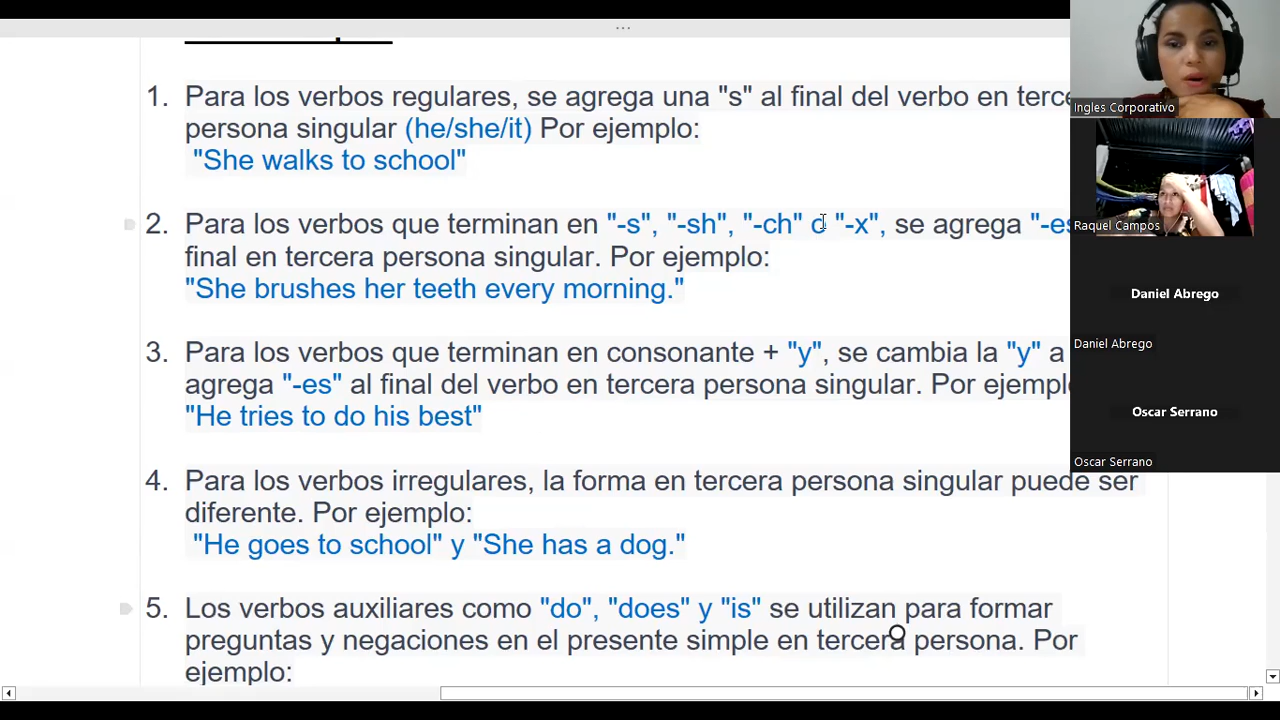 1. Para los verbos regulares, se agrega una "s" al final del verbo en terce
persona singular (he/she/it) Por ejemplo:
"She walks to school"
2. Para los verbos que terminan en "-s", "-sh", "-ch" o "-x", se agrega "-es
final en tercera persona singular. Por ejemplo:
"She brushes her teeth every morning."
3. Para los verbos que terminan en consonante + "y", se cambia la "y" a
agrega "-es" al final del verbo en tercera persona singular. Por ejempl
"He tries to do his best"
4. Para los verbos irregulares, la forma en tercera persona singular puede ser
diferente. Por ejemplo:
"He goes to school" y "She has a dog."
5. Los verbos auxiliares como "do", "does" y "is" se utilizan para formar
preguntas y negaciones en el presente simple en tercera persona. Por
ejemplo:
Ingles Corporativo
Raquel Campos
Daniel Abrego
Daniel Abrego
Oscar Serrano
Oscar Serrano